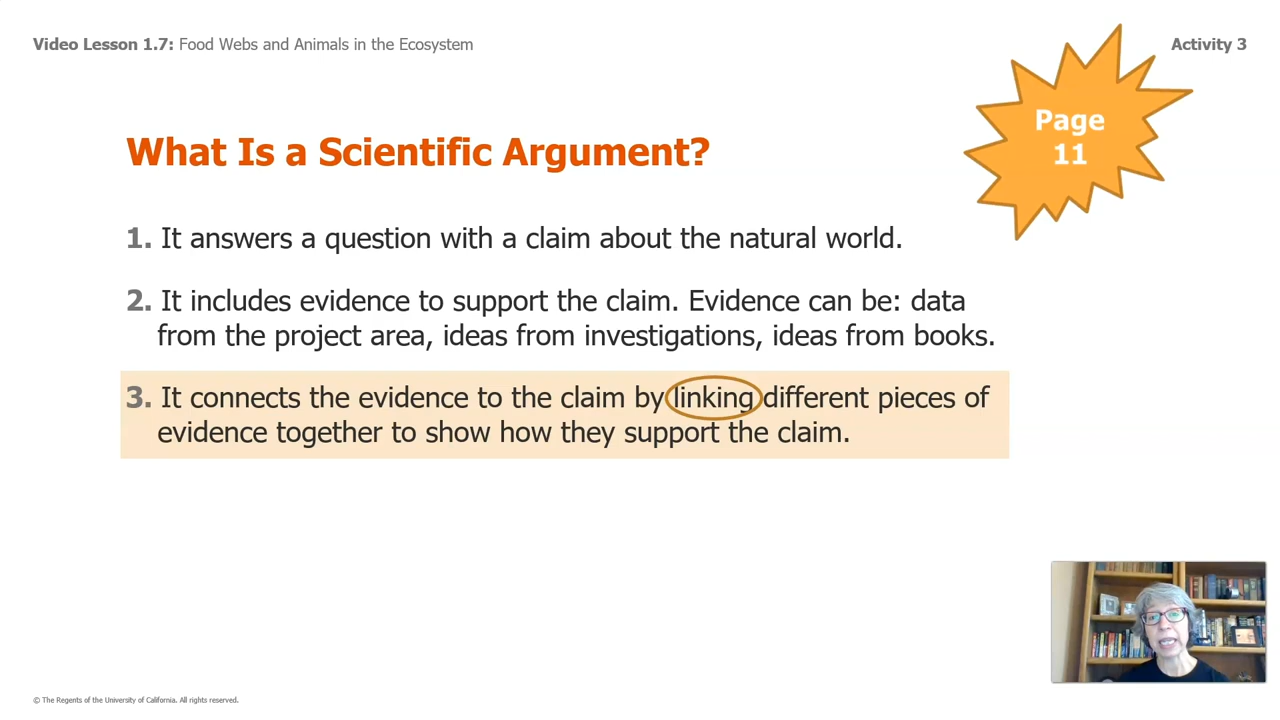 Video Lesson 1.7: Food Webs and Animals in the Ecosystem
Activity 3
Page
11
What Is a Scientific Argument?
1. It answers a question with a claim about the natural world.
2. It includes evidence to support the claim. Evidence can be: data
from the project area, ideas from investigations, ideas from books.
3. It connects the evidence to the claim by linking different pieces of
evidence together to show how they support the claim.
© The Regents of the University of California. All rights reserved.